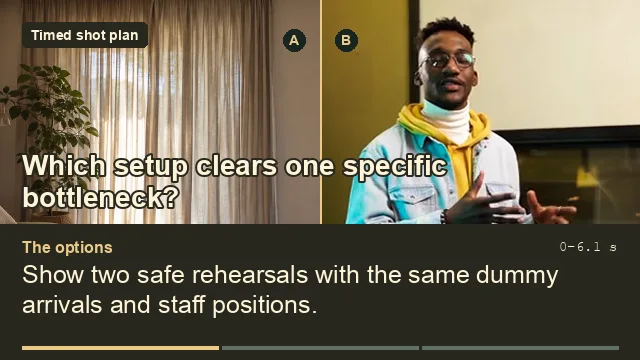 Timed shot plan
A
B
Which setup clears one specific
bottleneck?
The options
0–6.1 s
Show two safe rehearsals with the same dummy
arrivals and staff positions.